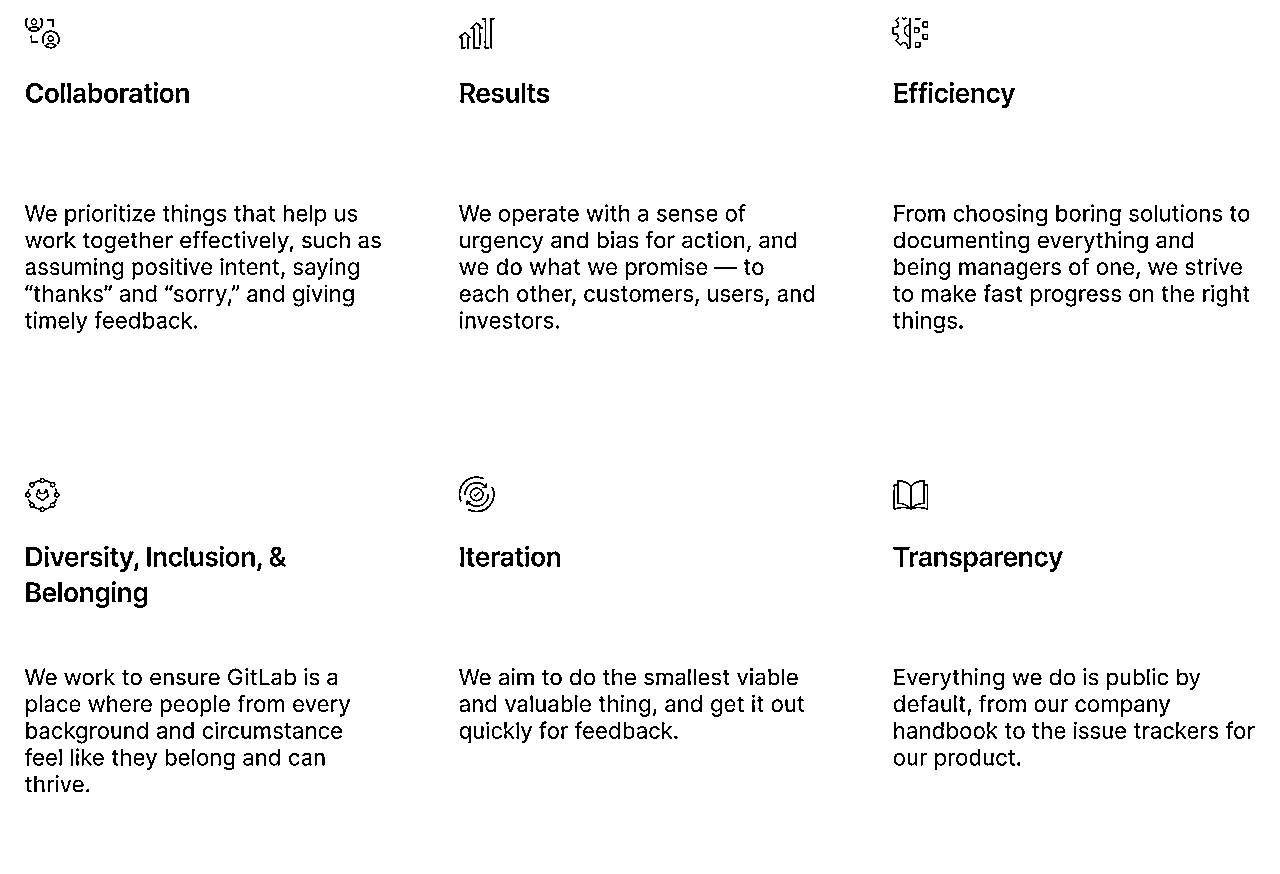 Collaboration
We prioritize things that help us
work together effectively, such as
assuming positive intent, saying
“thanks” and “sorry,” and giving
timely feedback.
Results
We operate with a sense of
urgency and bias for action, and
we do what we promise — to
each other, customers, users, and
investors.
Efficiency
From choosing boring solutions to
documenting everything and
being managers of one, we strive
to make fast progress on the right
things.
Diversity, Inclusion, &
Belonging
We work to ensure GitLab is a
place where people from every
background and circumstance
feel like they belong and can
thrive.
Iteration
We aim to do the smallest viable
and valuable thing, and get it out
quickly for feedback.
Transparency
Everything we do is public by
default, from our company
handbook to the issue trackers for
our product.